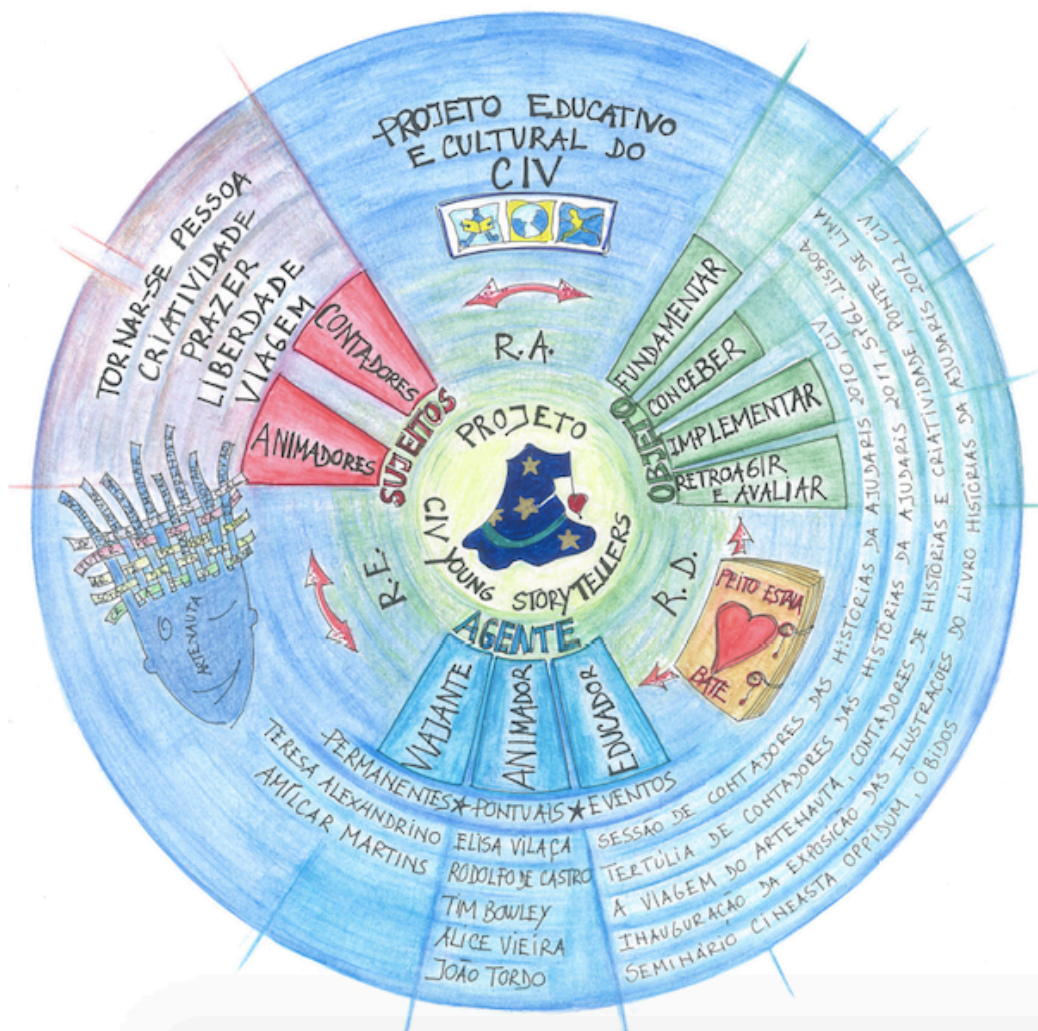 PROJETO EDUCATIVO
E CULTURAL DO
CIV
R.A.
TORNAR-SE PESSOA
CRIATIVIDADE
PRAZER
LIBERDADE
VIAGEM
CONTADORES
ANIMADORES
SUJEITOS
FUNDAMENTAR
CONCEBER
IMPLEMENTAR
RETROAGIR
E AVALIAR
OBJETO
PROJETO
CIV YOUNG STORYTELLERS
R.E.
R.D.
PEITO ESTAVA
BATE
ARTENAUTA
AGENTE
VIAJANTE
ANIMADOR
EDUCADOR
PERMANENTES★PONTUAIS★EVENTOS
TERESA ALEXANDRINO
AMÍLCAR MARTINS
ELISA VILAÇA
RODOLFO DE CASTRO
TIM BOWLEY
ALICE VIEIRA
JOÃO TORDO
SESSÃO DE CONTADORES DAS HISTÓRIAS DA AJUDARIS 2010, CIV
TERTÚLIA DE CONTADORES DAS HISTÓRIAS DA AJUDARIS 2011, STGL-LISBOA
A VIAGEM DO ARTENAUTA, CONTADORES DE HISTÓRIAS E CRIATIVIDADE, PONTE DE LIMA
INAUGURAÇÃO DA EXPOSIÇÃO DAS ILUSTRAÇÕES DO LIVRO HISTÓRIAS DA AJUDARIS 2012, CIV
SEMINÁRIO CINEASTA OPPIDUM, ÓBIDOS